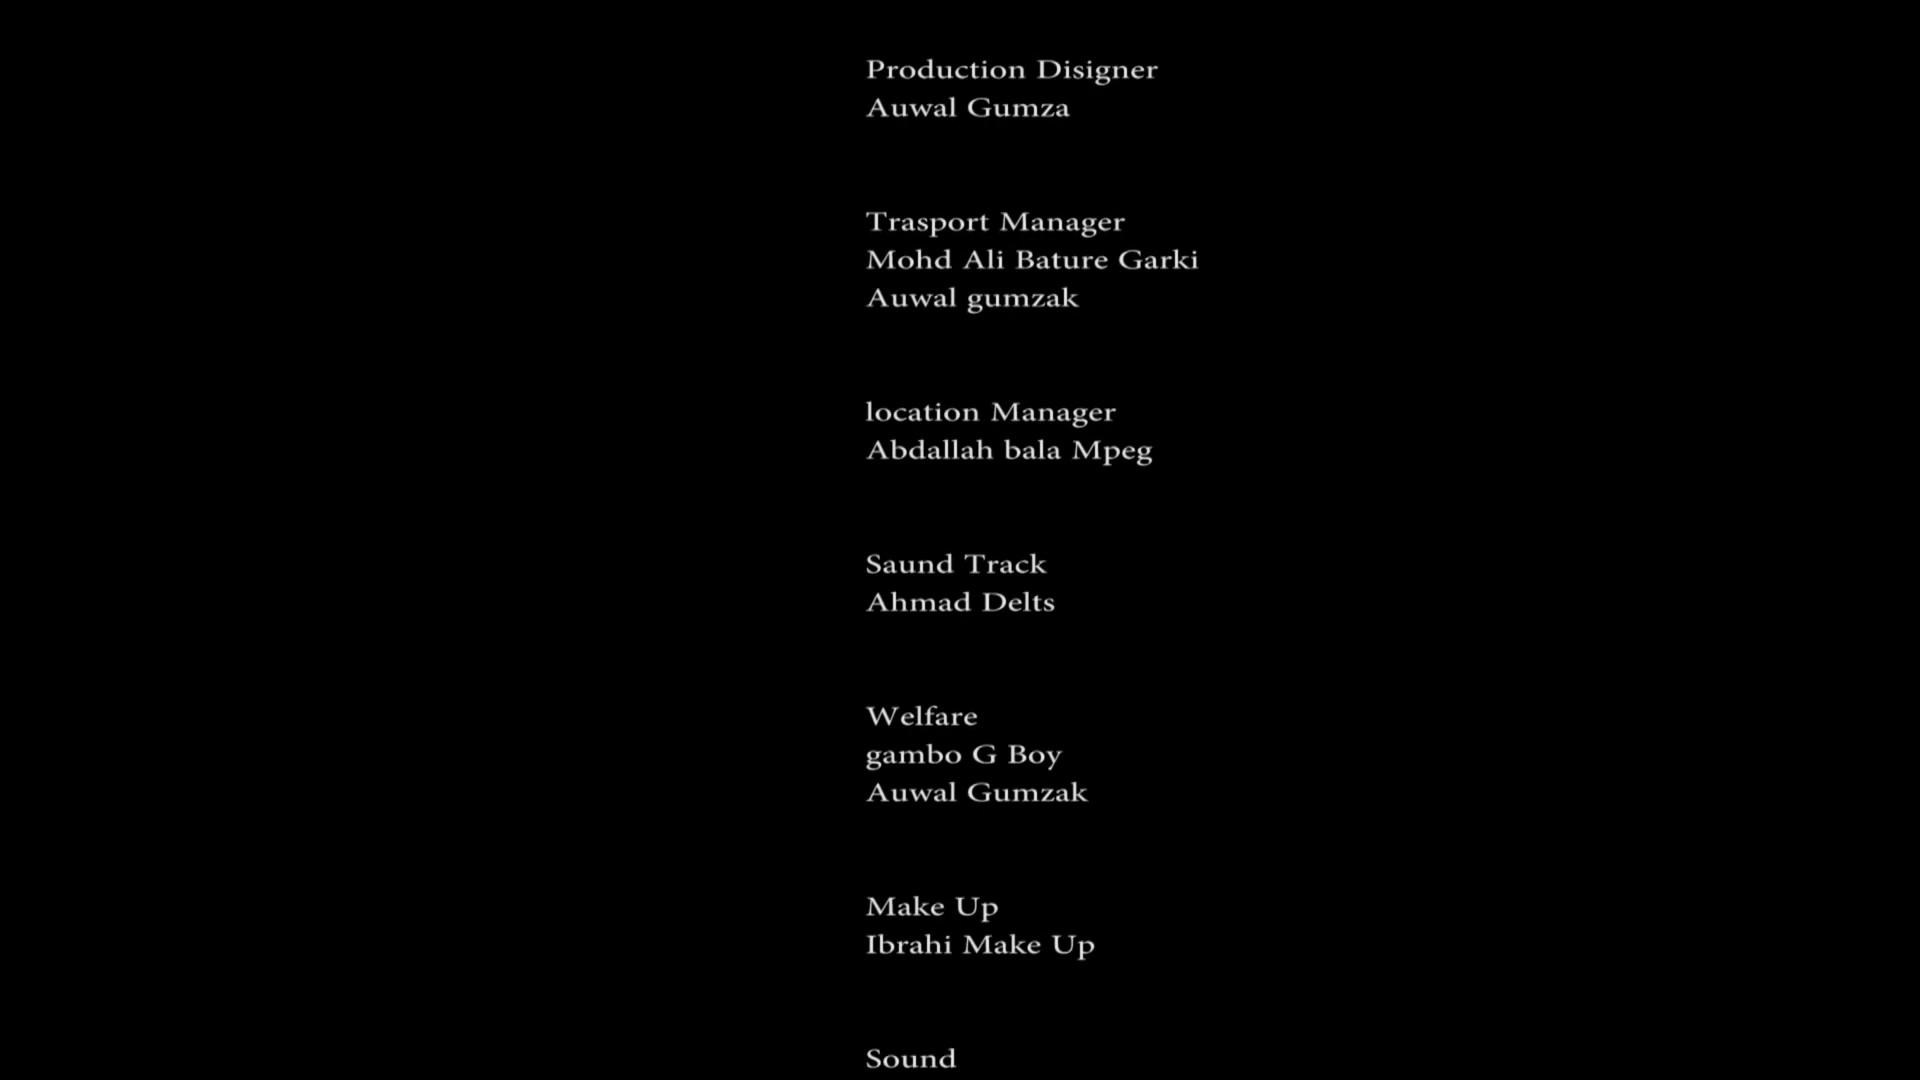 Production Disigner
Auwal Gumza
Trasport Manager
Mohd Ali Bature Garki
Auwal gumzak
location Manager
Abdallah bala Mpeg
Saund Track
Ahmad Delts
Welfare
gambo G Boy
Auwal Gumzak
Make Up
Ibrahi Make Up
Sound